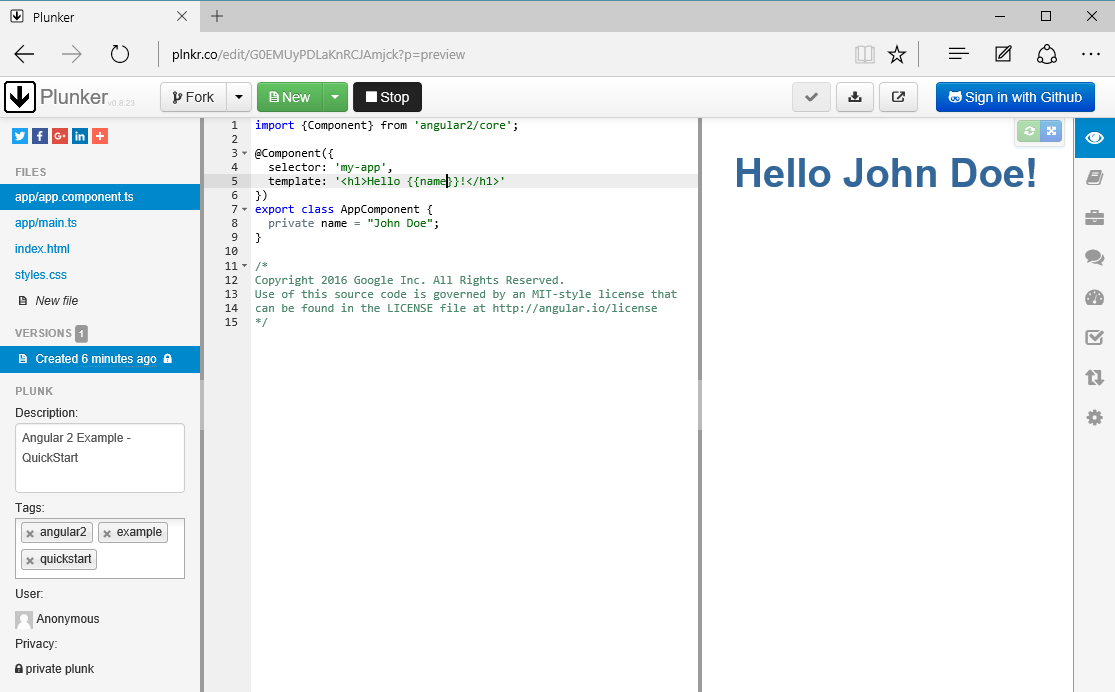 Plunker
plnkr.co/edit/G0EMUyPDLaKnRCJAmjck?p=preview
Plunker v0.8.23
Fork
New
Stop
Sign in with Github
FILES
app/app.component.ts
app/main.ts
index.html
styles.css
New file
VERSIONS 1
Created 6 minutes ago
PLUNK
Description:
Angular 2 Example -
QuickStart
Tags:
angular2
example
quickstart
User:
Anonymous
Privacy:
private plunk
1 import {Component} from 'angular2/core';
2
3 @Component({
4 selector: 'my-app',
5 template: '<h1>Hello {{name}}!</h1>'
6 })
7 export class AppComponent {
8 private name = "John Doe";
9 }
10
11 /*
12 Copyright 2016 Google Inc. All Rights Reserved.
13 Use of this source code is governed by an MIT-style license that
14 can be found in the LICENSE file at http://angular.io/license
15 */
Hello John Doe!